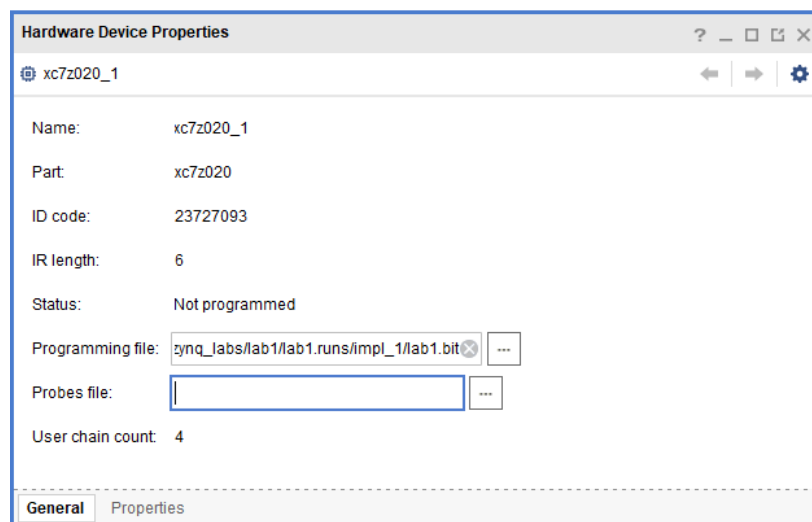 Hardware Device Properties
xc7z020_1
Name: xc7z020_1
Part: xc7z020
ID code: 23727093
IR length: 6
Status: Not programmed
Programming file: zynq_labs/lab1/lab1.runs/impl_1/lab1.bit
Probes file:
User chain count: 4
General Properties